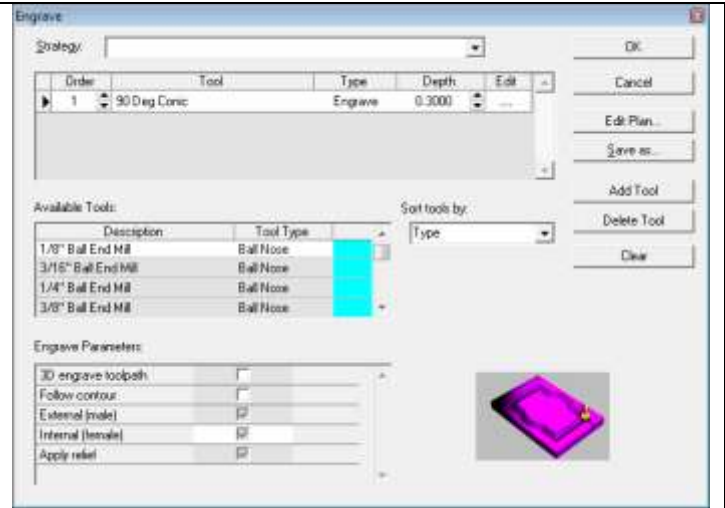 Engrave
Strategy:
OK
Order Tool Type Depth Edit
1 90 Deg Conic Engrave 0.3000 ...
Cancel
Edit Plan...
Save as...
Add Tool
Delete Tool
Clear
Available Tools:
Sort tools by:
Type
Description Tool Type
1/8" Ball End Mill Ball Nose
3/16" Ball End Mill Ball Nose
1/4" Ball End Mill Ball Nose
3/8" Ball End Mill Ball Nose
Engrave Parameters:
3D engrave toolpath
Follow contour
External (male)
Internal (female)
Apply relief